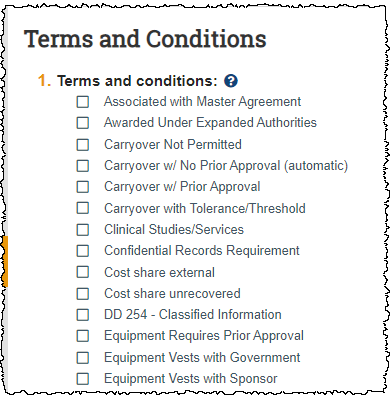 Terms and Conditions
1. Terms and conditions: ?
Associated with Master Agreement
Awarded Under Expanded Authorities
Carryover Not Permitted
Carryover w/ No Prior Approval (automatic)
Carryover w/ Prior Approval
Carryover with Tolerance/Threshold
Clinical Studies/Services
Confidential Records Requirement
Cost share external
Cost share unrecovered
DD 254 - Classified Information
Equipment Requires Prior Approval
Equipment Vests with Government
Equipment Vests with Sponsor